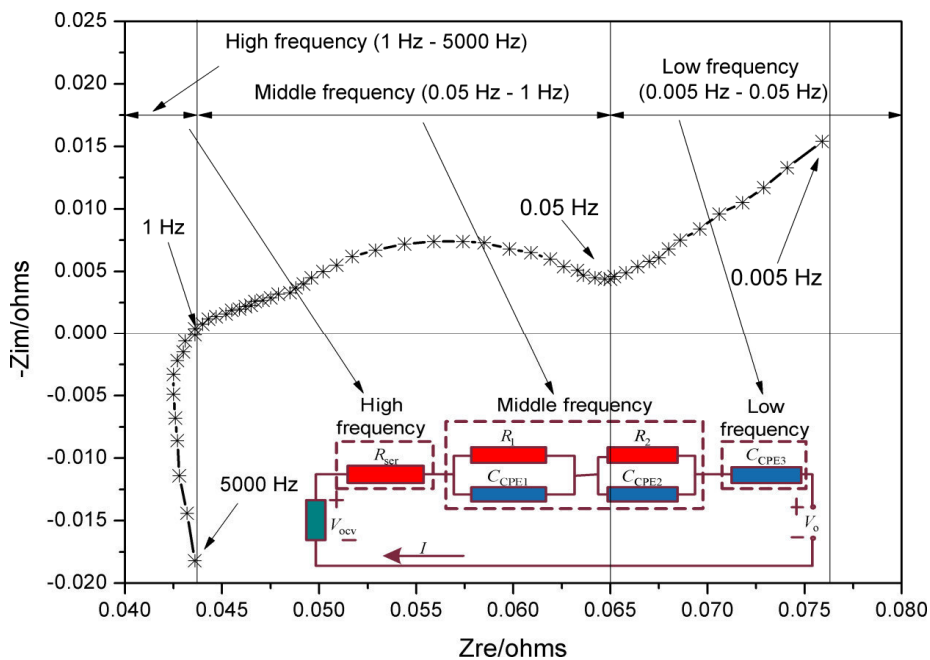 0.025
0.020
0.015
0.010
0.005
0.000
-0.005
-0.010
-0.015
-0.020
-Zim/ohms
High frequency (1 Hz - 5000 Hz)
Middle frequency (0.05 Hz - 1 Hz)
Low frequency
(0.005 Hz - 0.05 Hz)
1 Hz
0.05 Hz
0.005 Hz
5000 Hz
High
frequency
Middle frequency
Low
frequency
Rser
R1
R2
CCPE1
CCPE2
CCPE3
+
Vocv
−
I
+
Vo
−
0.040 0.045 0.050 0.055 0.060 0.065 0.070 0.075 0.080
Zre/ohms